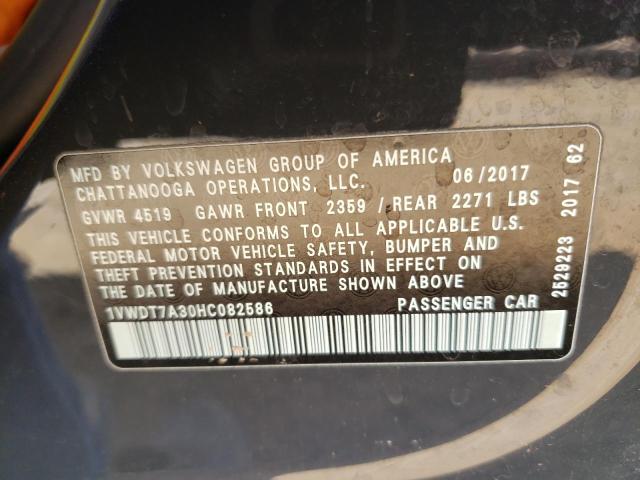 MFD BY VOLKSWAGEN GROUP OF AMERICA
CHATTANOOGA OPERATIONS, LLC. 06/2017
GVWR 4519 GAWR FRONT 2359 /REAR 2271 LBS
THIS VEHICLE CONFORMS TO ALL APPLICABLE U.S.
FEDERAL MOTOR VEHICLE SAFETY, BUMPER AND
THEFT PREVENTION STANDARDS IN EFFECT ON
DATE OF MANUFACTURE SHOWN ABOVE
1VWDT7A30HC082586 PASSENGER CAR
2529223 2017 62